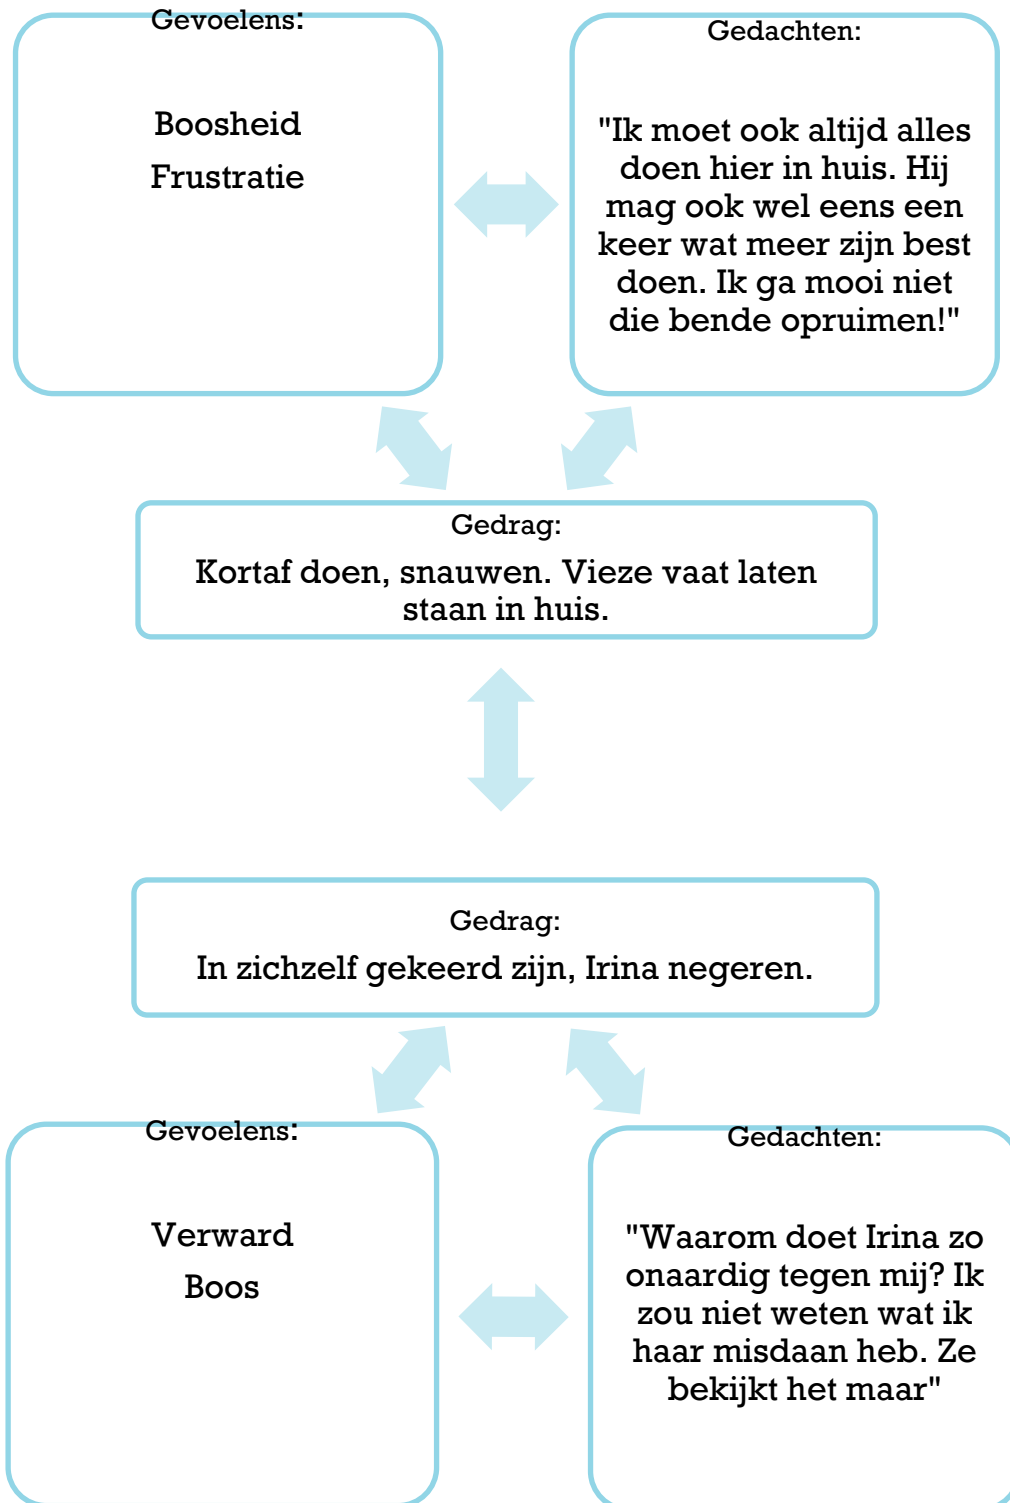 Gevoelens:
Boosheid
Frustratie
Gedachten:
"Ik moet ook altijd alles
doen hier in huis. Hij
mag ook wel eens een
keer wat meer zijn best
doen. Ik ga mooi niet
die bende opruimen!"
Gedrag:
Kortaf doen, snauwen. Vieze vaat laten
staan in huis.
Gedrag:
In zichzelf gekeerd zijn, Irina negeren.
Gevoelens:
Verward
Boos
Gedachten:
"Waarom doet Irina zo
onaardig tegen mij? Ik
zou niet weten wat ik
haar misdaan heb. Ze
bekijkt het maar"